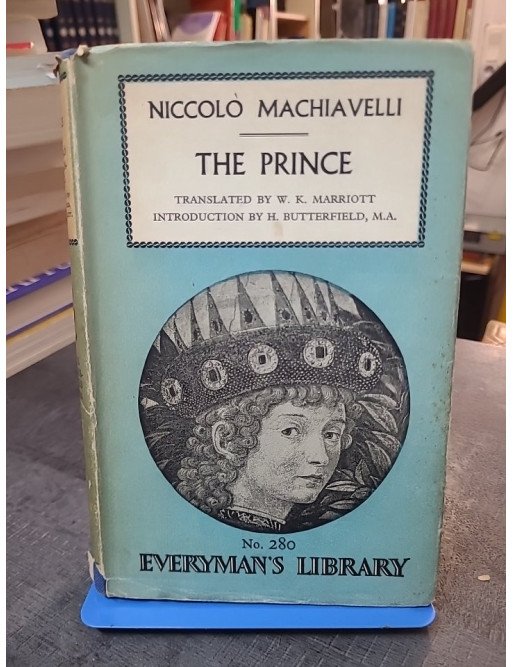 NICCOLÒ MACHIAVELLI
THE PRINCE
TRANSLATED BY W. K. MARRIOTT
INTRODUCTION BY H. BUTTERFIELD, M.A.
No. 280
EVERYMAN'S LIBRARY